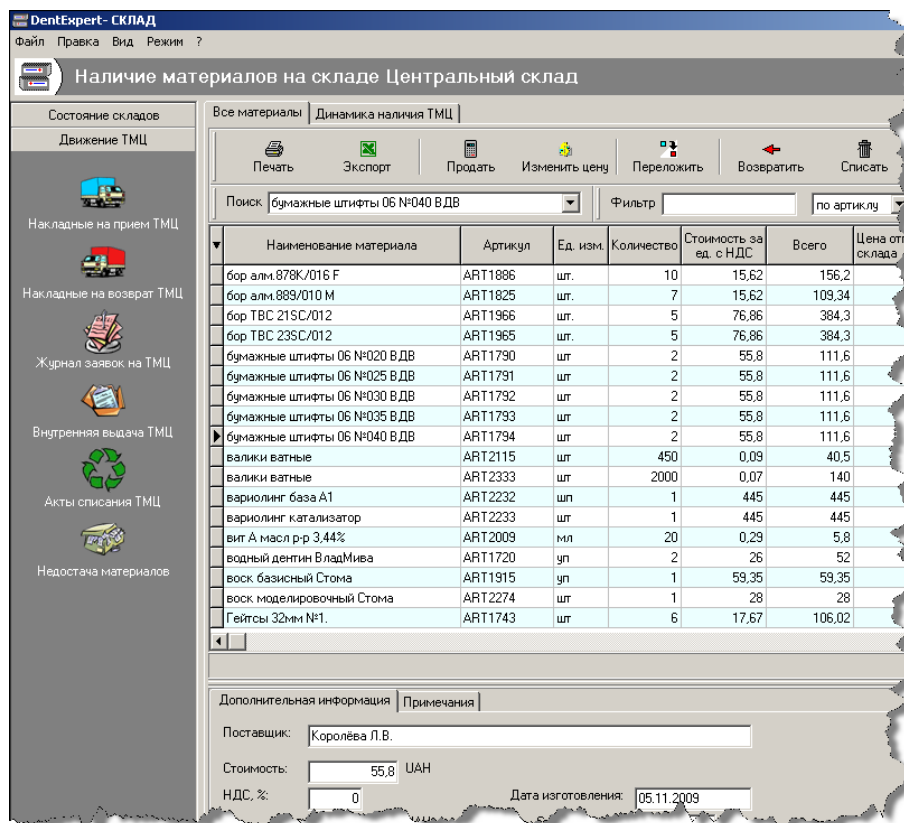 DentExpert- СКЛАД
Файл Правка Вид Режим ?
Наличие материалов на складе Центральный склад
Состояние складов
Движение ТМЦ
Накладные на прием ТМЦ
Накладные на возврат ТМЦ
Журнал заявок на ТМЦ
Внутренняя выдача ТМЦ
Акты списания ТМЦ
Недостача материалов
Все материалы Динамика наличия ТМЦ
Печать Экспорт Продать Изменить цену Переложить Возвратить Списать
Поиск бумажные штифты 06 №040 ВДВ Фильтр по артиклу
Наименование материала Артикул Ед. изм. Количество Стоимость за ед. с НДС Всего Цена отп склада
бор алм.878К/016 F ART1886 шт. 10 15,62 156,2
бор алм.889/010 М ART1825 шт. 7 15,62 109,34
бор ТВС 21SC/012 ART1966 шт. 5 76,86 384,3
бор ТВС 23SC/012 ART1965 шт. 5 76,86 384,3
бумажные штифты 06 №020 ВДВ ART1790 шт 2 55,8 111,6
бумажные штифты 06 №025 ВДВ ART1791 шт 2 55,8 111,6
бумажные штифты 06 №030 ВДВ ART1792 шт 2 55,8 111,6
бумажные штифты 06 №035 ВДВ ART1793 шт 2 55,8 111,6
бумажные штифты 06 №040 ВДВ ART1794 шт 2 55,8 111,6
валики ватные ART2115 шт 450 0,09 40,5
валики ватные ART2333 шт 2000 0,07 140
вариолинг база А1 ART2232 шп 1 445 445
вариолинг катализатор ART2233 шт 1 445 445
вит А масл р-р 3,44% ART2009 мл 20 0,29 5,8
водный дентин ВладМива ART1720 уп 2 26 52
воск базисный Стома ART1915 уп 1 59,35 59,35
воск моделировочный Стома ART2274 шт 1 28 28
Гейтсы 32мм №1. ART1743 шт 6 17,67 106,02
Дополнительная информация Примечания
Поставщик: Королёва Л.В.
Стоимость: 55,8 UAH
НДС, %: 0 Дата изготовления: 05.11.2009